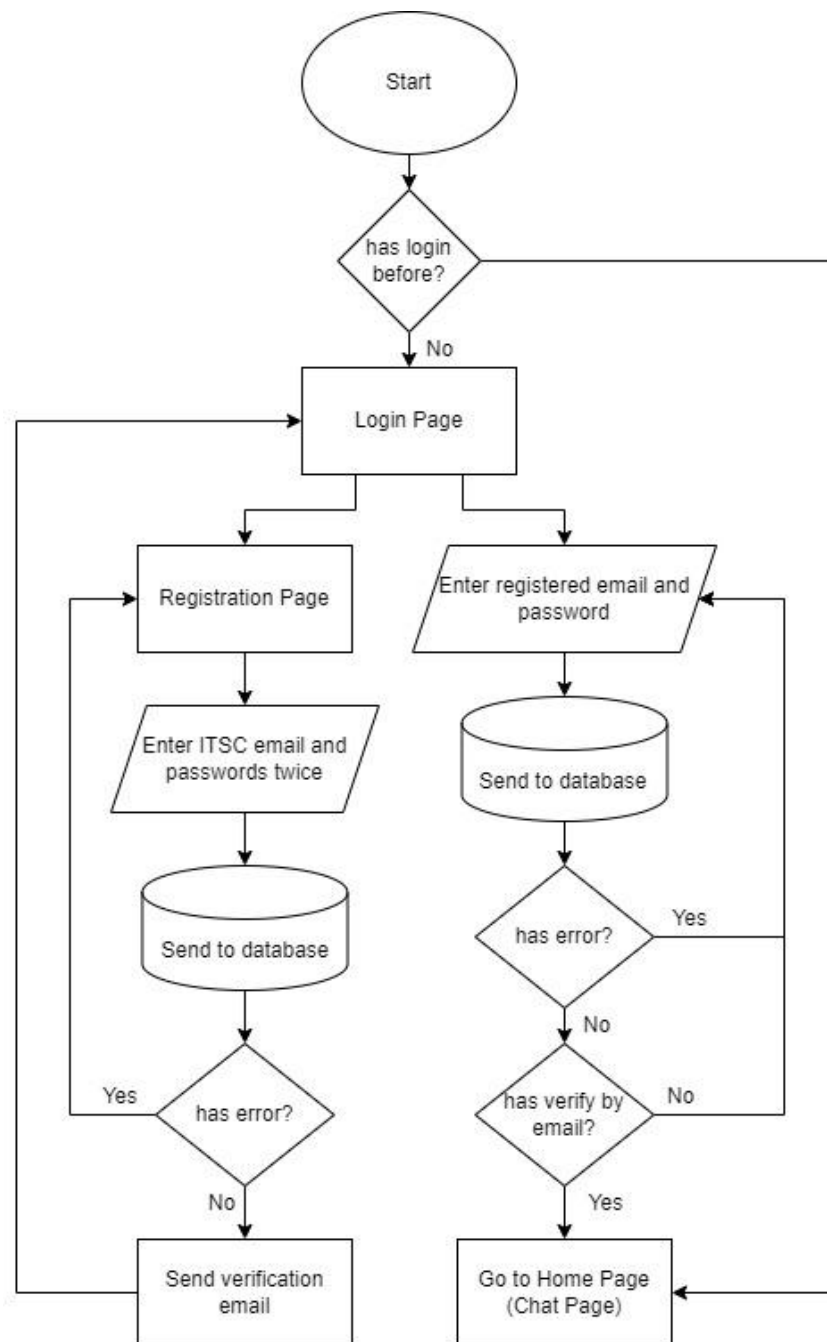 Start
has login
before?
No
Login Page
Registration Page
Enter registered email and
password
Enter ITSC email and
passwords twice
Send to database
Send to database
has error?
Yes
No
Yes
has error?
has verify by
email?
No
No
Yes
Send verification
email
Go to Home Page
(Chat Page)